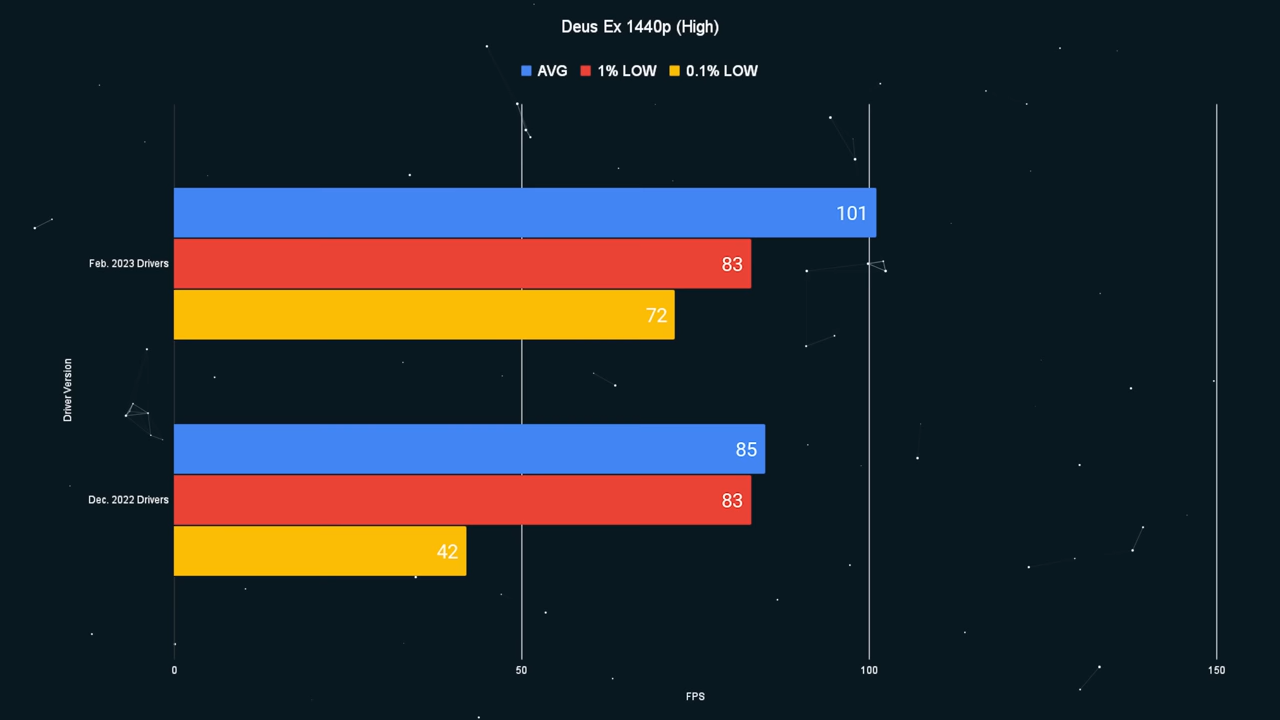 Deus Ex 1440p (High)
AVG 1% LOW 0.1% LOW
101
Feb. 2023 Drivers
83
72
Driver Version
85
Dec. 2022 Drivers
83
42
0 50 100 150
FPS